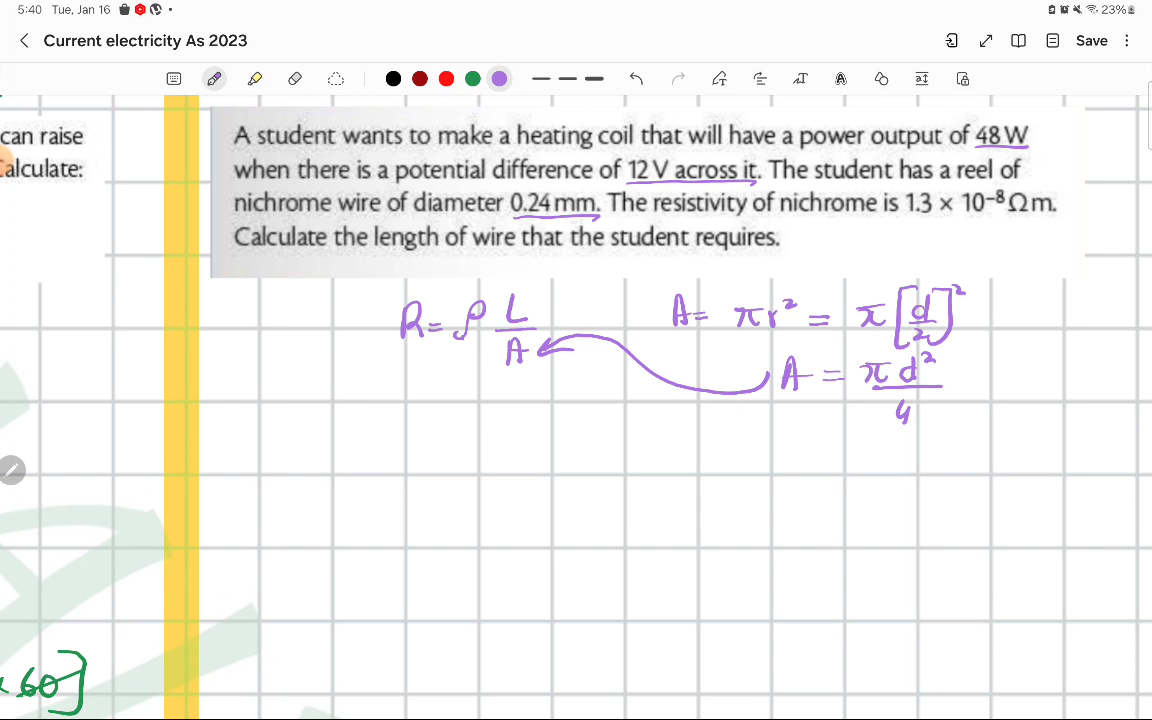 5:40 Tue, Jan 16 23%
Current electricity As 2023 Save
can raise
Calculate:
A student wants to make a heating coil that will have a power output of 48 W
when there is a potential difference of 12 V across it. The student has a reel of
nichrome wire of diameter 0.24 mm. The resistivity of nichrome is 1.3 × 10⁻⁸ Ω m.
Calculate the length of wire that the student requires.
R = ρ L/A A = πr² = π[d/2]²
A = πd²/4
× 60]